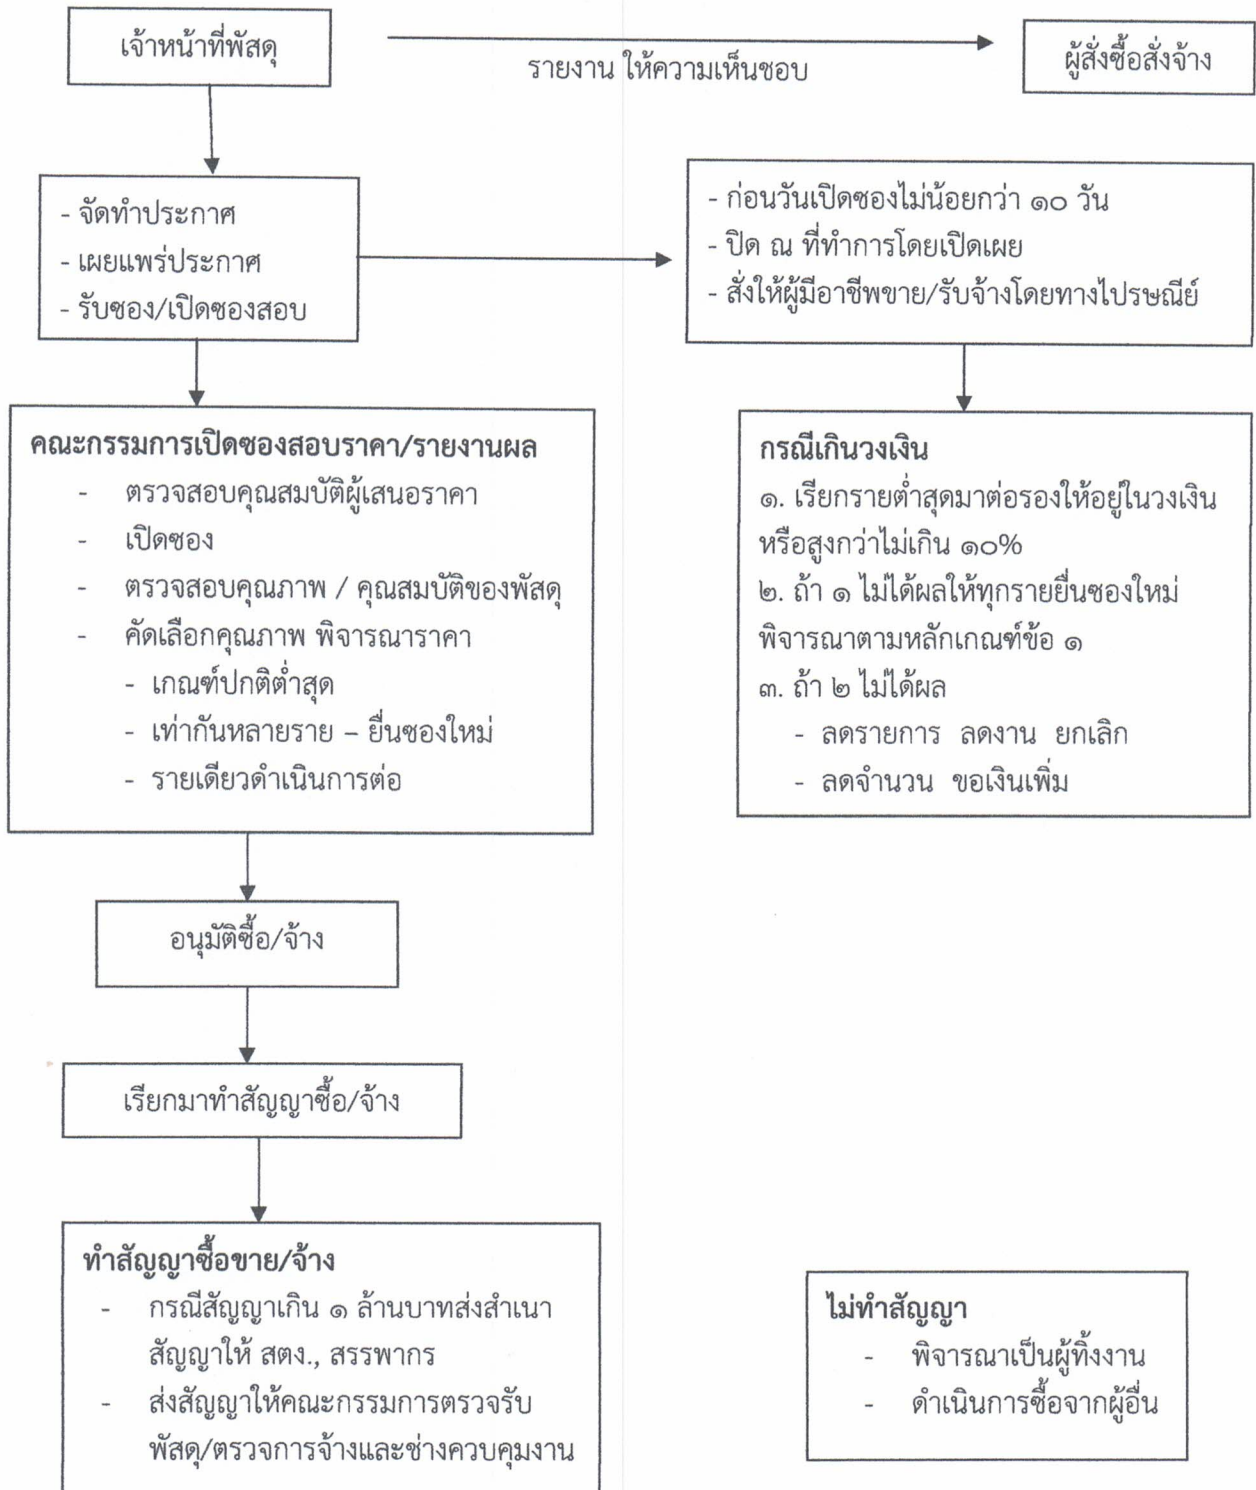 เจ้าหน้าที่พัสดุ
รายงาน ให้ความเห็นชอบ
ผู้สั่งซื้อสั่งจ้าง
- จัดทำประกาศ
- เผยแพร่ประกาศ
- รับซอง/เปิดซองสอบ
- ก่อนวันเปิดซองไม่น้อยกว่า ๑๐ วัน
- ปิด ณ ที่ทำการโดยเปิดเผย
- สั่งให้ผู้มีอาชีพขาย/รับจ้างโดยทางไปรษณีย์
คณะกรรมการเปิดซองสอบราคา/รายงานผล
- ตรวจสอบคุณสมบัติผู้เสนอราคา
- เปิดซอง
- ตรวจสอบคุณภาพ / คุณสมบัติของพัสดุ
- คัดเลือกคุณภาพ พิจารณาราคา
- เกณฑ์ปกติต่ำสุด
- เท่ากันหลายราย – ยื่นซองใหม่
- รายเดียวดำเนินการต่อ
กรณีเกินวงเงิน
๑. เรียกรายต่ำสุดมาต่อรองให้อยู่ในวงเงิน
หรือสูงกว่าไม่เกิน ๑๐%
๒. ถ้า ๑ ไม่ได้ผลให้ทุกรายยื่นซองใหม่
พิจารณาตามหลักเกณฑ์ข้อ ๑
๓. ถ้า ๒ ไม่ได้ผล
- ลดรายการ ลดงาน ยกเลิก
- ลดจำนวน ขอเงินเพิ่ม
อนุมัติซื้อ/จ้าง
เรียกมาทำสัญญาซื้อ/จ้าง
ทำสัญญาซื้อขาย/จ้าง
- กรณีสัญญาเกิน ๑ ล้านบาทส่งสำเนา
สัญญาให้ สตง., สรรพากร
- ส่งสัญญาให้คณะกรรมการตรวจรับ
พัสดุ/ตรวจการจ้างและช่างควบคุมงาน
ไม่ทำสัญญา
- พิจารณาเป็นผู้ทิ้งงาน
- ดำเนินการซื้อจากผู้อื่น